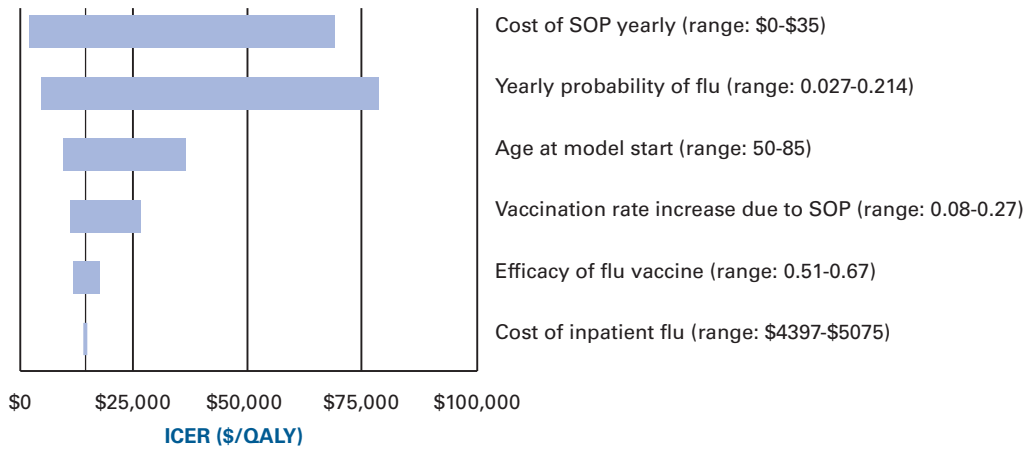 Cost of SOP yearly (range: $0-$35)
Yearly probability of flu (range: 0.027-0.214)
Age at model start (range: 50-85)
Vaccination rate increase due to SOP (range: 0.08-0.27)
Efficacy of flu vaccine (range: 0.51-0.67)
Cost of inpatient flu (range: $4397-$5075)
$0 $25,000 $50,000 $75,000 $100,000
ICER ($/QALY)